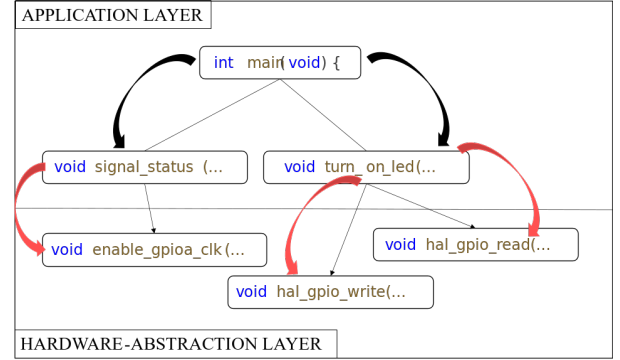 APPLICATION LAYER
int main(void) {
void signal_status (...
void turn_on_led(...
void enable_gpioa_clk(...
void hal_gpio_read(...
void hal_gpio_write(...
HARDWARE-ABSTRACTION LAYER